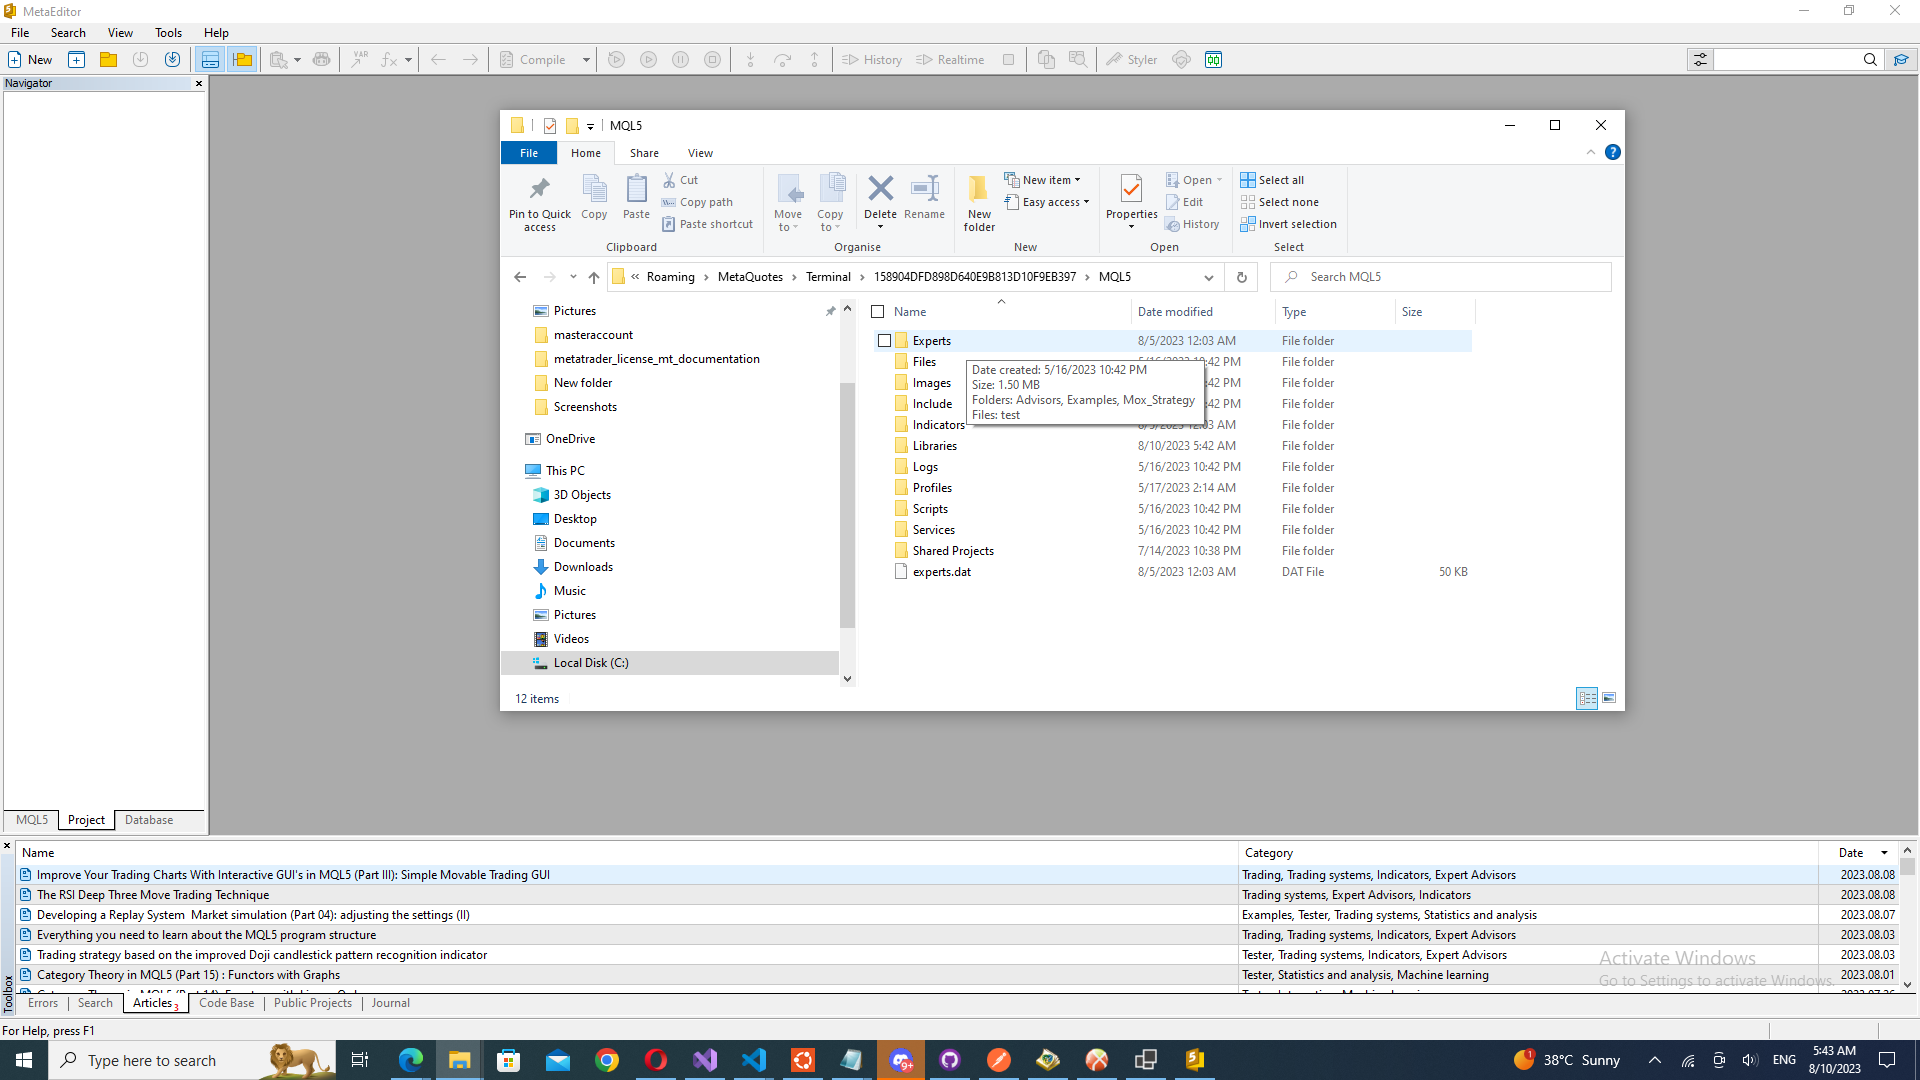 MetaEditor
File Search View Tools Help
New
VAR
Compile
History
Realtime
Styler
Navigator
MQL5
File Home Share View
Pin to Quick access
Copy
Paste
Cut
Copy path
Paste shortcut
Clipboard
Move to
Copy to
Delete
Rename
Organise
New folder
New item
Easy access
New
Properties
Open
Edit
History
Open
Select all
Select none
Invert selection
Select
« Roaming › MetaQuotes › Terminal › 158904DFD898D640E9B813D10F9EB397 › MQL5
Search MQL5
Pictures
masteraccount
metatrader_license_mt_documentation
New folder
Screenshots
OneDrive
This PC
3D Objects
Desktop
Documents
Downloads
Music
Pictures
Videos
Local Disk (C:)
Name Date modified Type Size
Experts 8/5/2023 12:03 AM File folder
Files File folder
Images File folder
Include File folder
Indicators File folder
Date created: 5/16/2023 10:42 PM
Size: 1.50 MB
Folders: Advisors, Examples, Mox_Strategy
Files: test
Libraries 8/10/2023 5:42 AM File folder
Logs 5/16/2023 10:42 PM File folder
Profiles 5/17/2023 2:14 AM File folder
Scripts 5/16/2023 10:42 PM File folder
Services 5/16/2023 10:42 PM File folder
Shared Projects 7/14/2023 10:38 PM File folder
experts.dat 8/5/2023 12:03 AM DAT File 50 KB
12 items
MQL5 Project Database
Name Category Date
Improve Your Trading Charts With Interactive GUI's in MQL5 (Part III): Simple Movable Trading GUI Trading, Trading systems, Indicators, Expert Advisors 2023.08.08
The RSI Deep Three Move Trading Technique Trading systems, Expert Advisors, Indicators 2023.08.08
Developing a Replay System Market simulation (Part 04): adjusting the settings (II) Examples, Tester, Trading systems, Statistics and analysis 2023.08.07
Everything you need to learn about the MQL5 program structure Trading, Trading systems, Indicators, Expert Advisors 2023.08.03
Trading strategy based on the improved Doji candlestick pattern recognition indicator Tester, Trading systems, Indicators, Expert Advisors 2023.08.03
Category Theory in MQL5 (Part 15) : Functors with Graphs Tester, Statistics and analysis, Machine learning 2023.08.01
Activate Windows
Go to Settings to activate Windows.
Toolbox
Errors Search Articles 3 Code Base Public Projects Journal
For Help, press F1
Type here to search
9+
1
38°C Sunny
ENG
5:43 AM
8/10/2023